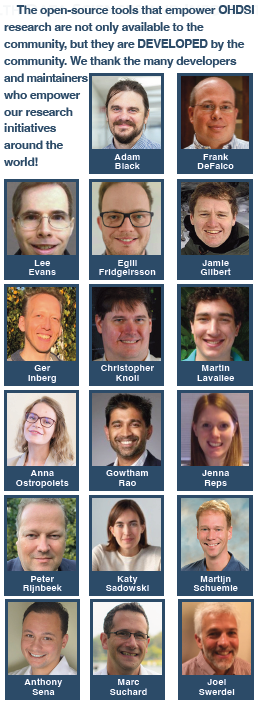 The open-source tools that empower OHDSI
research are not only available to the
community, but they are DEVELOPED by the
community. We thank the many developers
and maintainers
who empower
our research
initiatives
around the
world!
Adam
Black
Frank
DeFalco
Lee
Evans
Egill
Fridgeirsson
Jamie
Gilbert
Ger
Inberg
Christopher
Knoll
Martin
Lavallee
Anna
Ostropolets
Gowtham
Rao
Jenna
Reps
Peter
Rijnbeek
Katy
Sadowski
Martijn
Schuemie
Anthony
Sena
Marc
Suchard
Joel
Swerdel